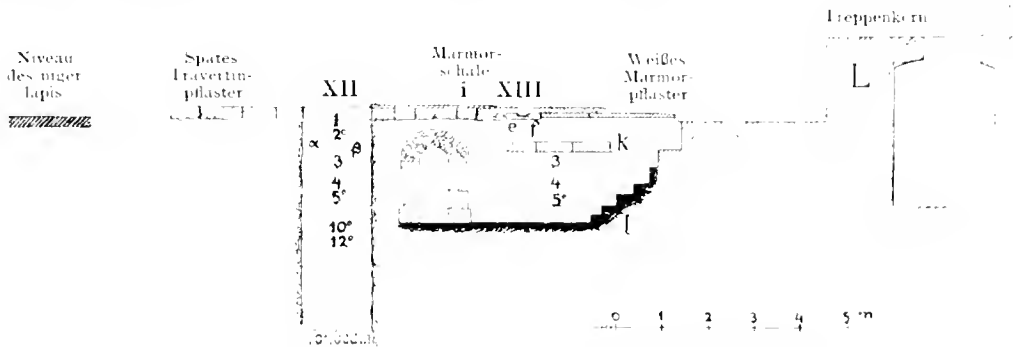 Treppenkern
Niveau
des niger
lapis
Spätes
Travertin-
pflaster
XII
Marmor-
schale
i
XIII
Weißes
Marmor-
pflaster
L
1
2°
α
β
3
4
5°
10°
12°
e
f
k
3
4
5°
l
0 1 2 3 4 5 m